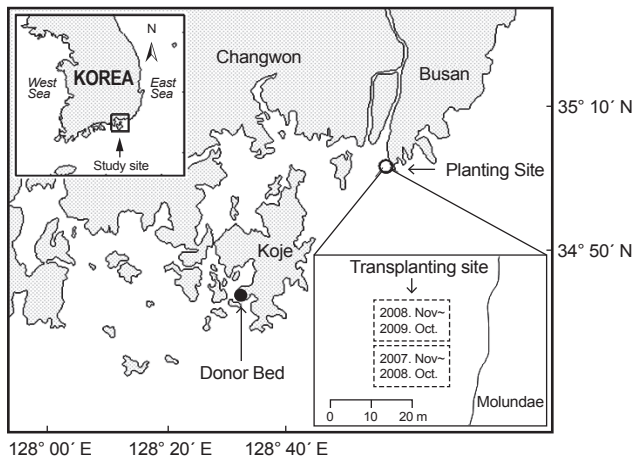 N
West
Sea
KOREA
East
Sea
Study site
Changwon
Busan
35° 10´ N
Planting Site
Koje
34° 50´ N
Donor Bed
Transplanting site
2008. Nov~
2009. Oct.
2007. Nov~
2008. Oct.
0 10 20 m
Molundae
128° 00´ E 128° 20´ E 128° 40´ E